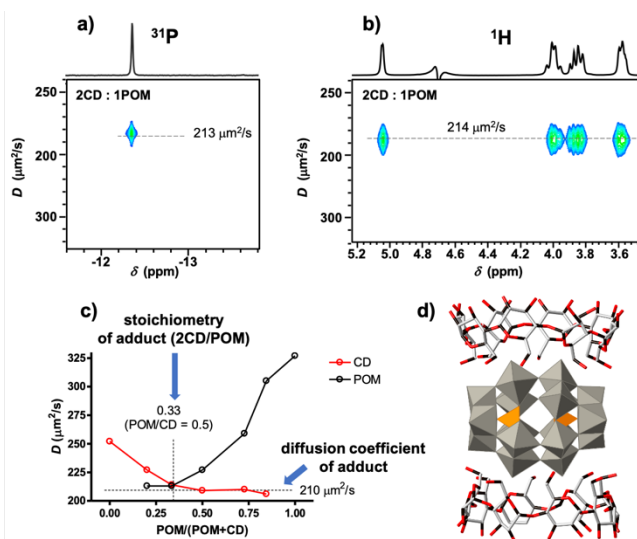 a)
³¹P
2CD : 1POM
213 µm²/s
250
200
300
D (µm²/s)
-12
-13
δ (ppm)
b)
¹H
2CD : 1POM
214 µm²/s
250
200
300
D (µm²/s)
5.2 5.0 4.8 4.6 4.4 4.2 4.0 3.8 3.6
δ (ppm)
c)
stoichiometry
of adduct (2CD/POM)
0.33
(POM/CD = 0.5)
CD
POM
diffusion coefficient
of adduct
210 µm²/s
325
300
275
250
225
200
D (µm²/s)
0.00 0.25 0.50 0.75 1.00
POM/(POM+CD)
d)